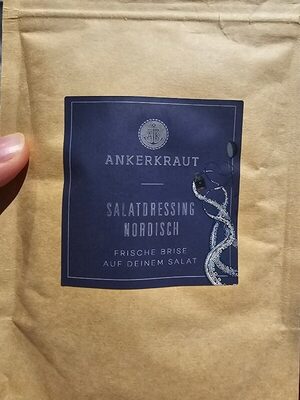 ANKERKRAUT
SALATDRESSING
NORDISCH
FRISCHE BRISE
AUF DEINEM SALAT